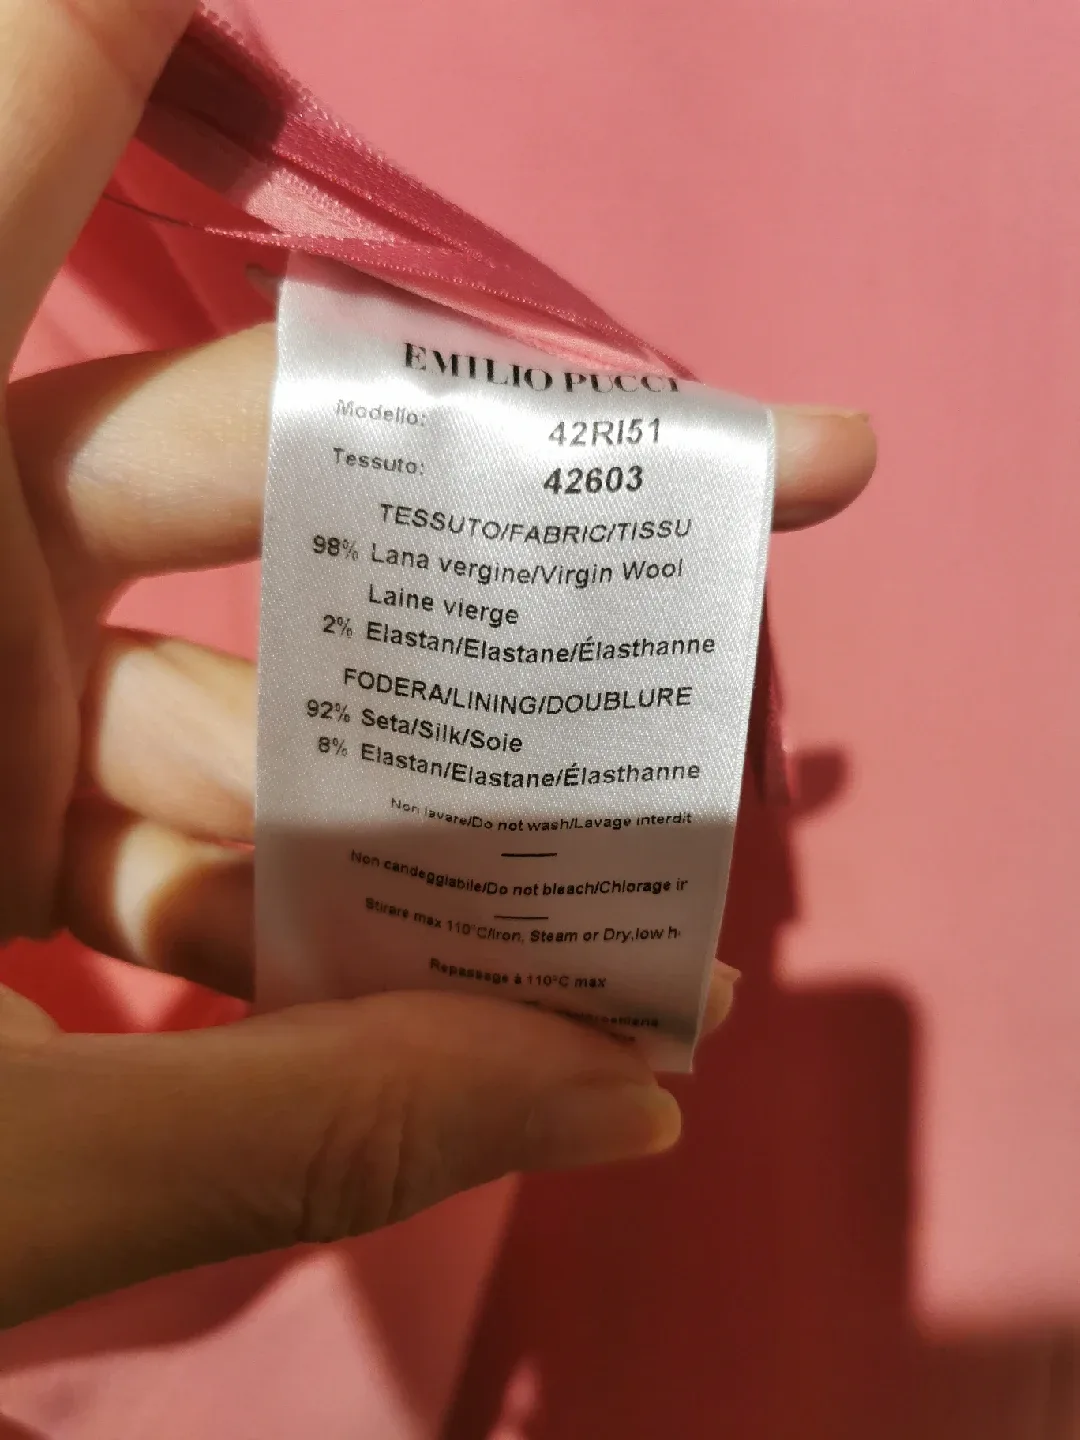 EMILIO PUCCI
Modello: 42RI51
Tessuto: 42603
TESSUTO/FABRIC/TISSU
98% Lana vergine/Virgin Wool
Laine vierge
2% Elastan/Elastane/Élasthanne
FODERA/LINING/DOUBLURE
92% Seta/Silk/Soie
8% Elastan/Elastane/Élasthanne
Non lavare/Do not wash/Lavage interdit
Non candeggiabile/Do not bleach/Chlorage ir
Stirare max 110°C/Iron, Steam or Dry,low h
Repassage à 110°C max